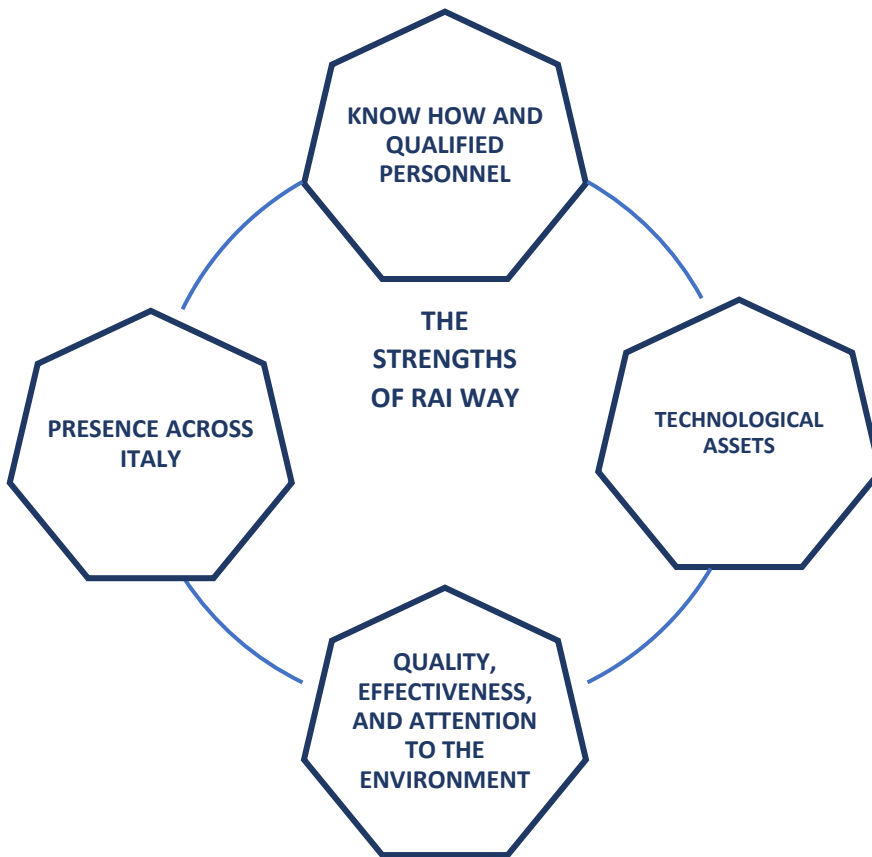 KNOW HOW AND
QUALIFIED
PERSONNEL
THE
STRENGTHS
OF RAI WAY
PRESENCE ACROSS
ITALY
TECHNOLOGICAL
ASSETS
QUALITY,
EFFECTIVENESS,
AND ATTENTION
TO THE
ENVIRONMENT